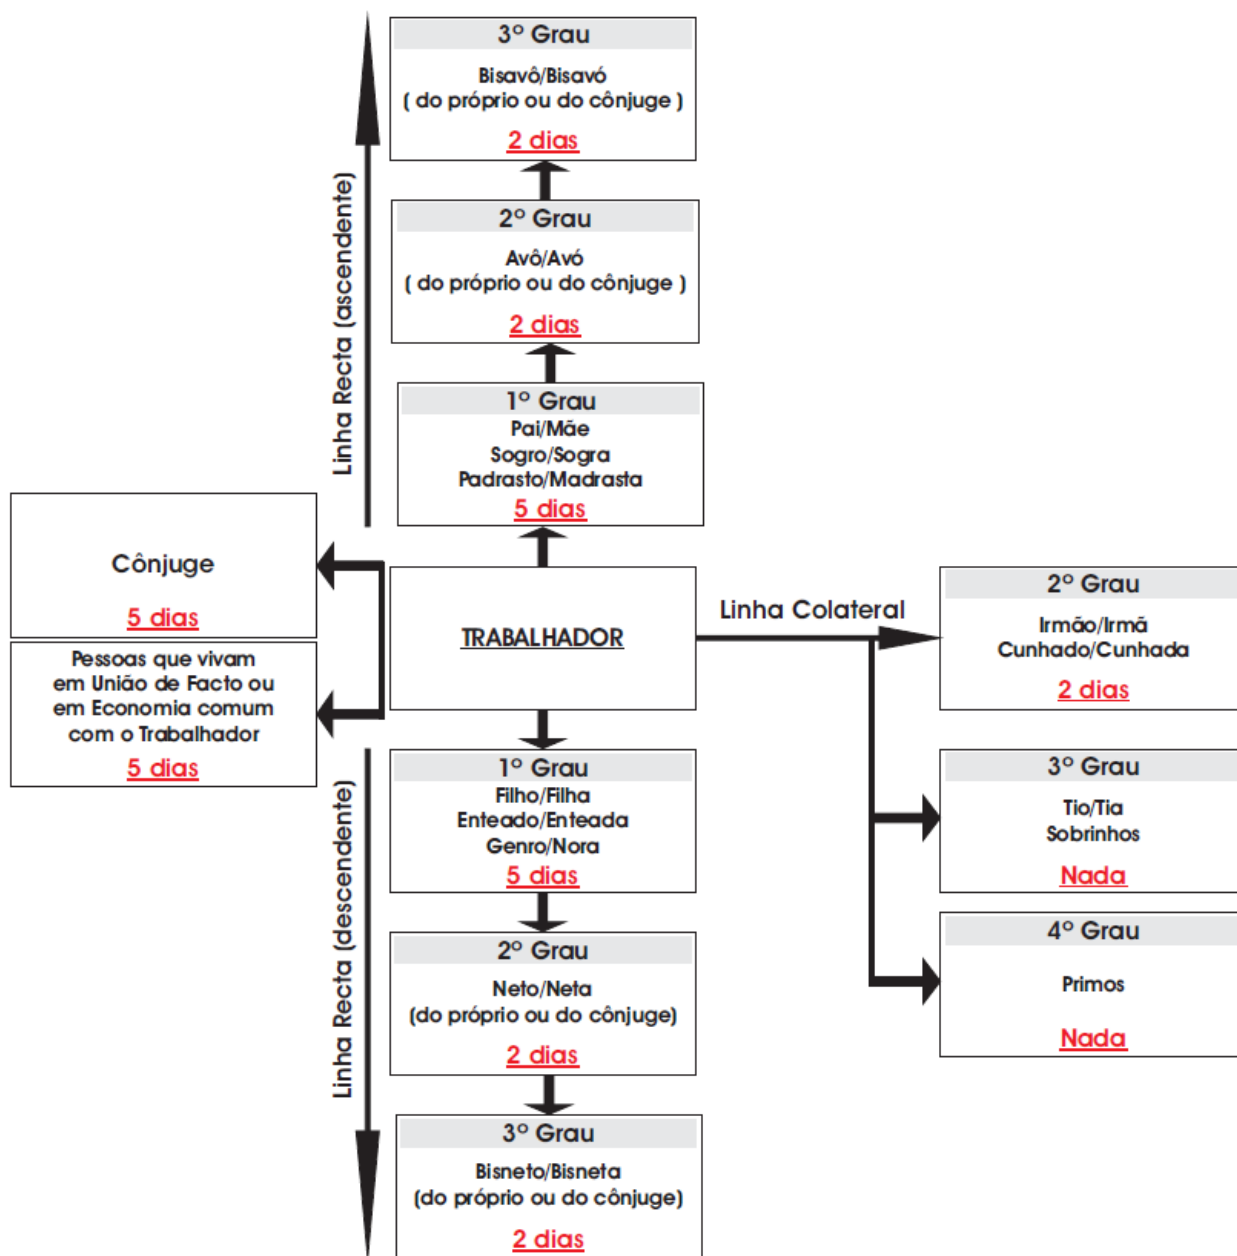 3º Grau
Bisavô/Bisavó
( do próprio ou do cônjuge )
2 dias
Linha Recta (ascendente)
2º Grau
Avô/Avó
( do próprio ou do cônjuge )
2 dias
1º Grau
Pai/Mãe
Sogro/Sogra
Padrasto/Madrasta
5 dias
Cônjuge
5 dias
Pessoas que vivam
em União de Facto ou
em Economia comum
com o Trabalhador
5 dias
TRABALHADOR
Linha Colateral
2º Grau
Irmão/Irmã
Cunhado/Cunhada
2 dias
3º Grau
Tio/Tia
Sobrinhos
Nada
4º Grau
Primos
Nada
Linha Recta (descendente)
1º Grau
Filho/Filha
Enteado/Enteada
Genro/Nora
5 dias
2º Grau
Neto/Neta
(do próprio ou do cônjuge)
2 dias
3º Grau
Bisneto/Bisneta
(do próprio ou do cônjuge)
2 dias